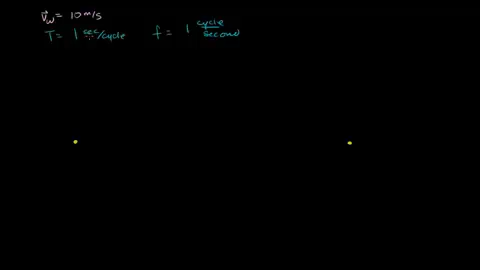 v⃗w = 10 m/s
T = 1 sec/cycle f = 1 cycle/second